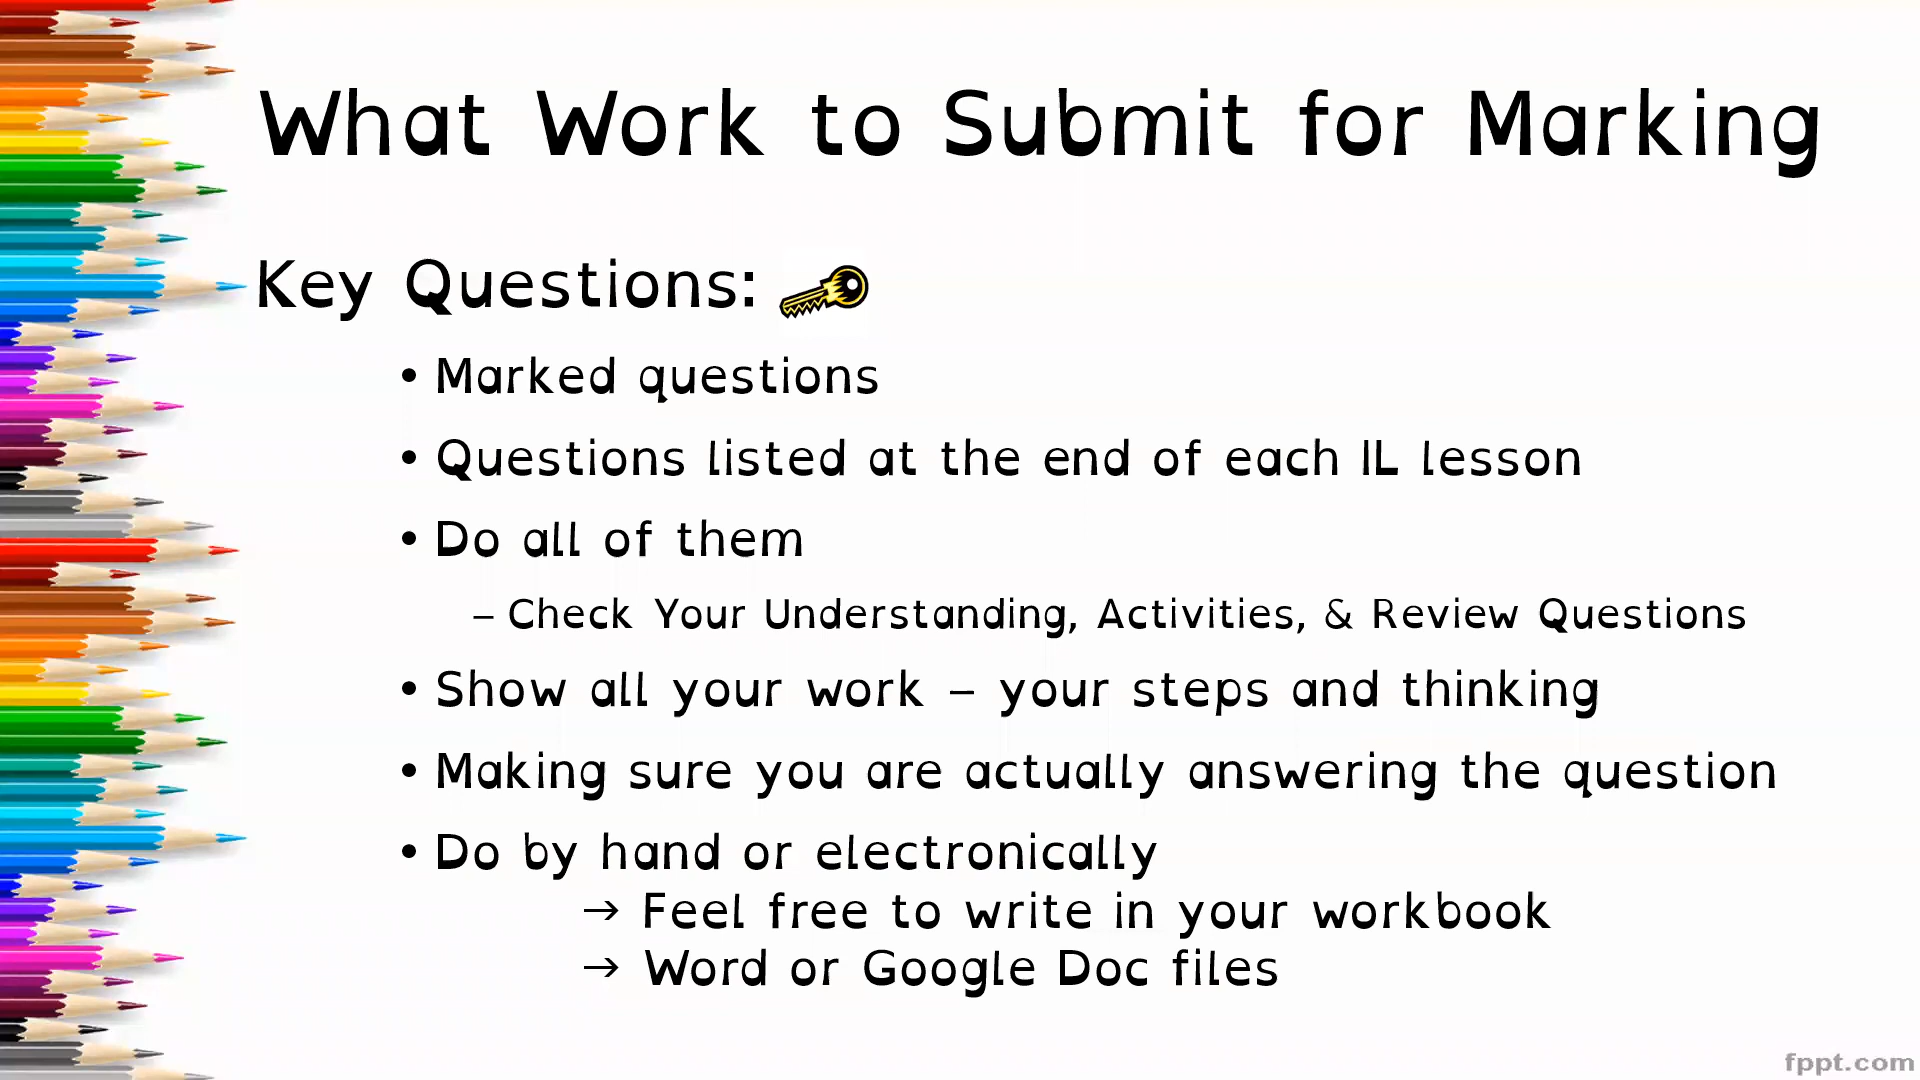 What Work to Submit for Marking
Key Questions:
• Marked questions
• Questions listed at the end of each IL lesson
• Do all of them
– Check Your Understanding, Activities, & Review Questions
• Show all your work – your steps and thinking
• Making sure you are actually answering the question
• Do by hand or electronically
→ Feel free to write in your workbook
→ Word or Google Doc files
fppt.com